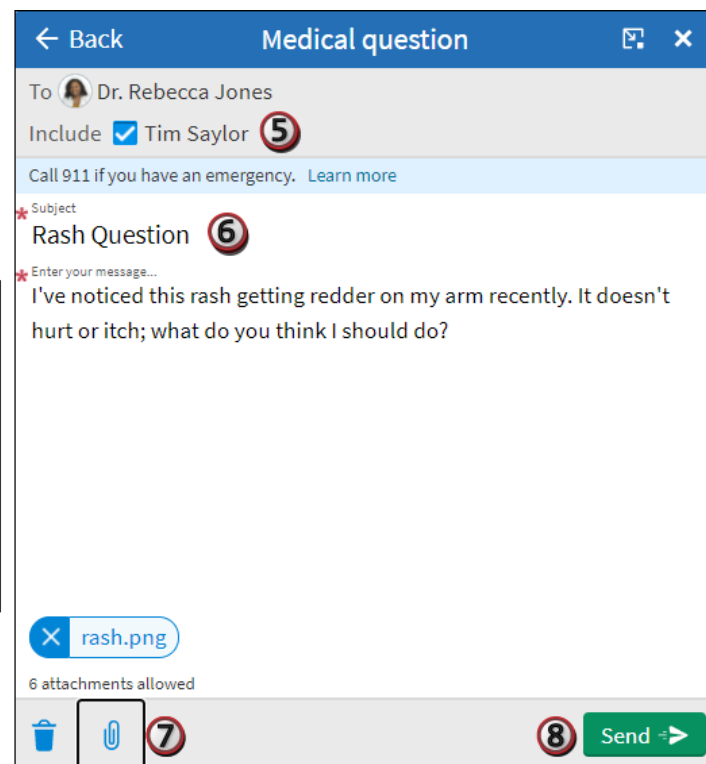 Back Medical question
To Dr. Rebecca Jones
Include Tim Saylor 5
Call 911 if you have an emergency. Learn more
* Subject
Rash Question 6
* Enter your message...
I've noticed this rash getting redder on my arm recently. It doesn't
hurt or itch; what do you think I should do?
rash.png
6 attachments allowed
7 8 Send